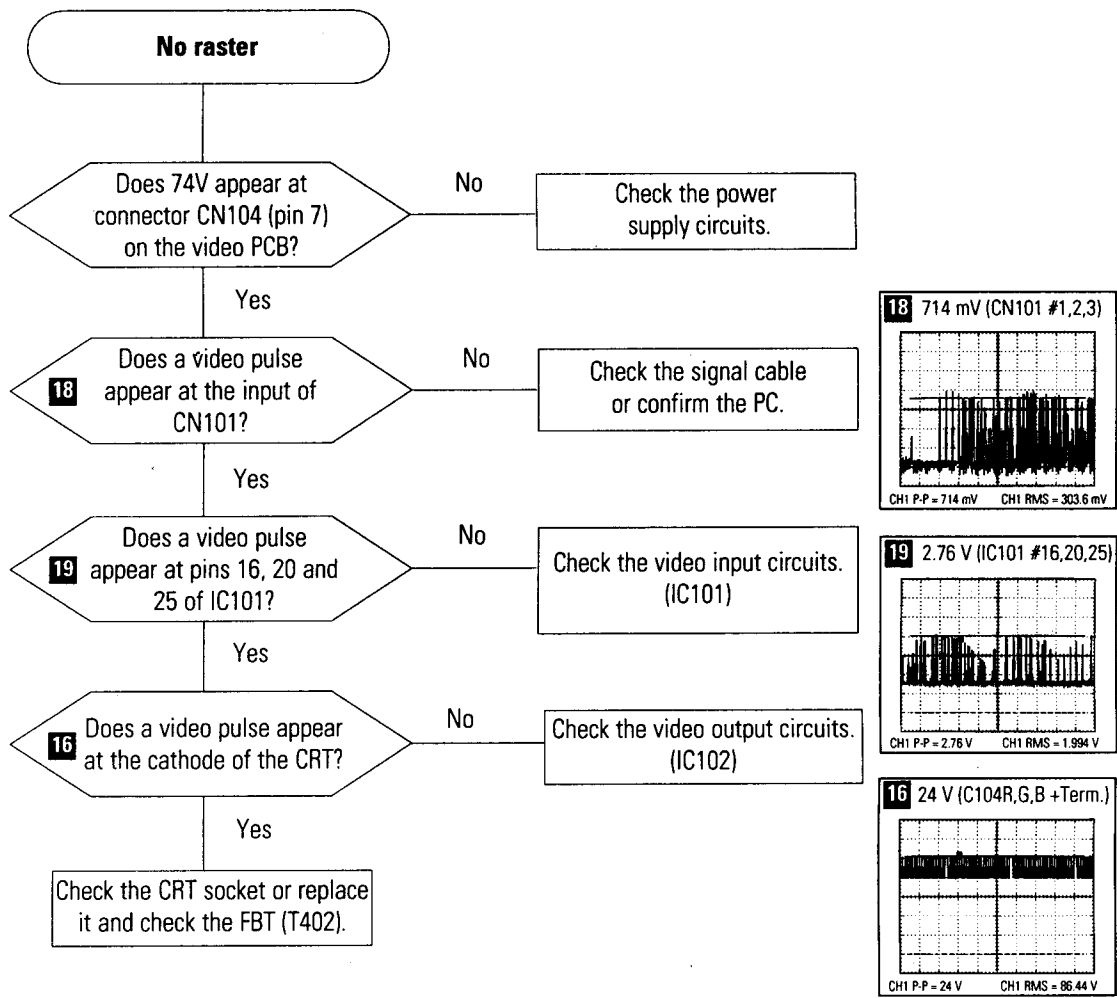 No raster
Does 74V appear at
connector CN104 (pin 7)
on the video PCB?
No
Check the power
supply circuits.
Yes
18
Does a video pulse
appear at the input of
CN101?
No
Check the signal cable
or confirm the PC.
Yes
19
Does a video pulse
appear at pins 16, 20 and
25 of IC101?
No
Check the video input circuits.
(IC101)
Yes
16
Does a video pulse appear
at the cathode of the CRT?
No
Check the video output circuits.
(IC102)
Yes
Check the CRT socket or replace
it and check the FBT (T402).
18 714 mV (CN101 #1,2,3)
CH1 P-P = 714 mV CH1 RMS = 303.6 mV
19 2.76 V (IC101 #16,20,25)
CH1 P-P = 2.76 V CH1 RMS = 1.994 V
16 24 V (C104R,G,B +Term.)
CH1 P-P = 24 V CH1 RMS = 86.44 V